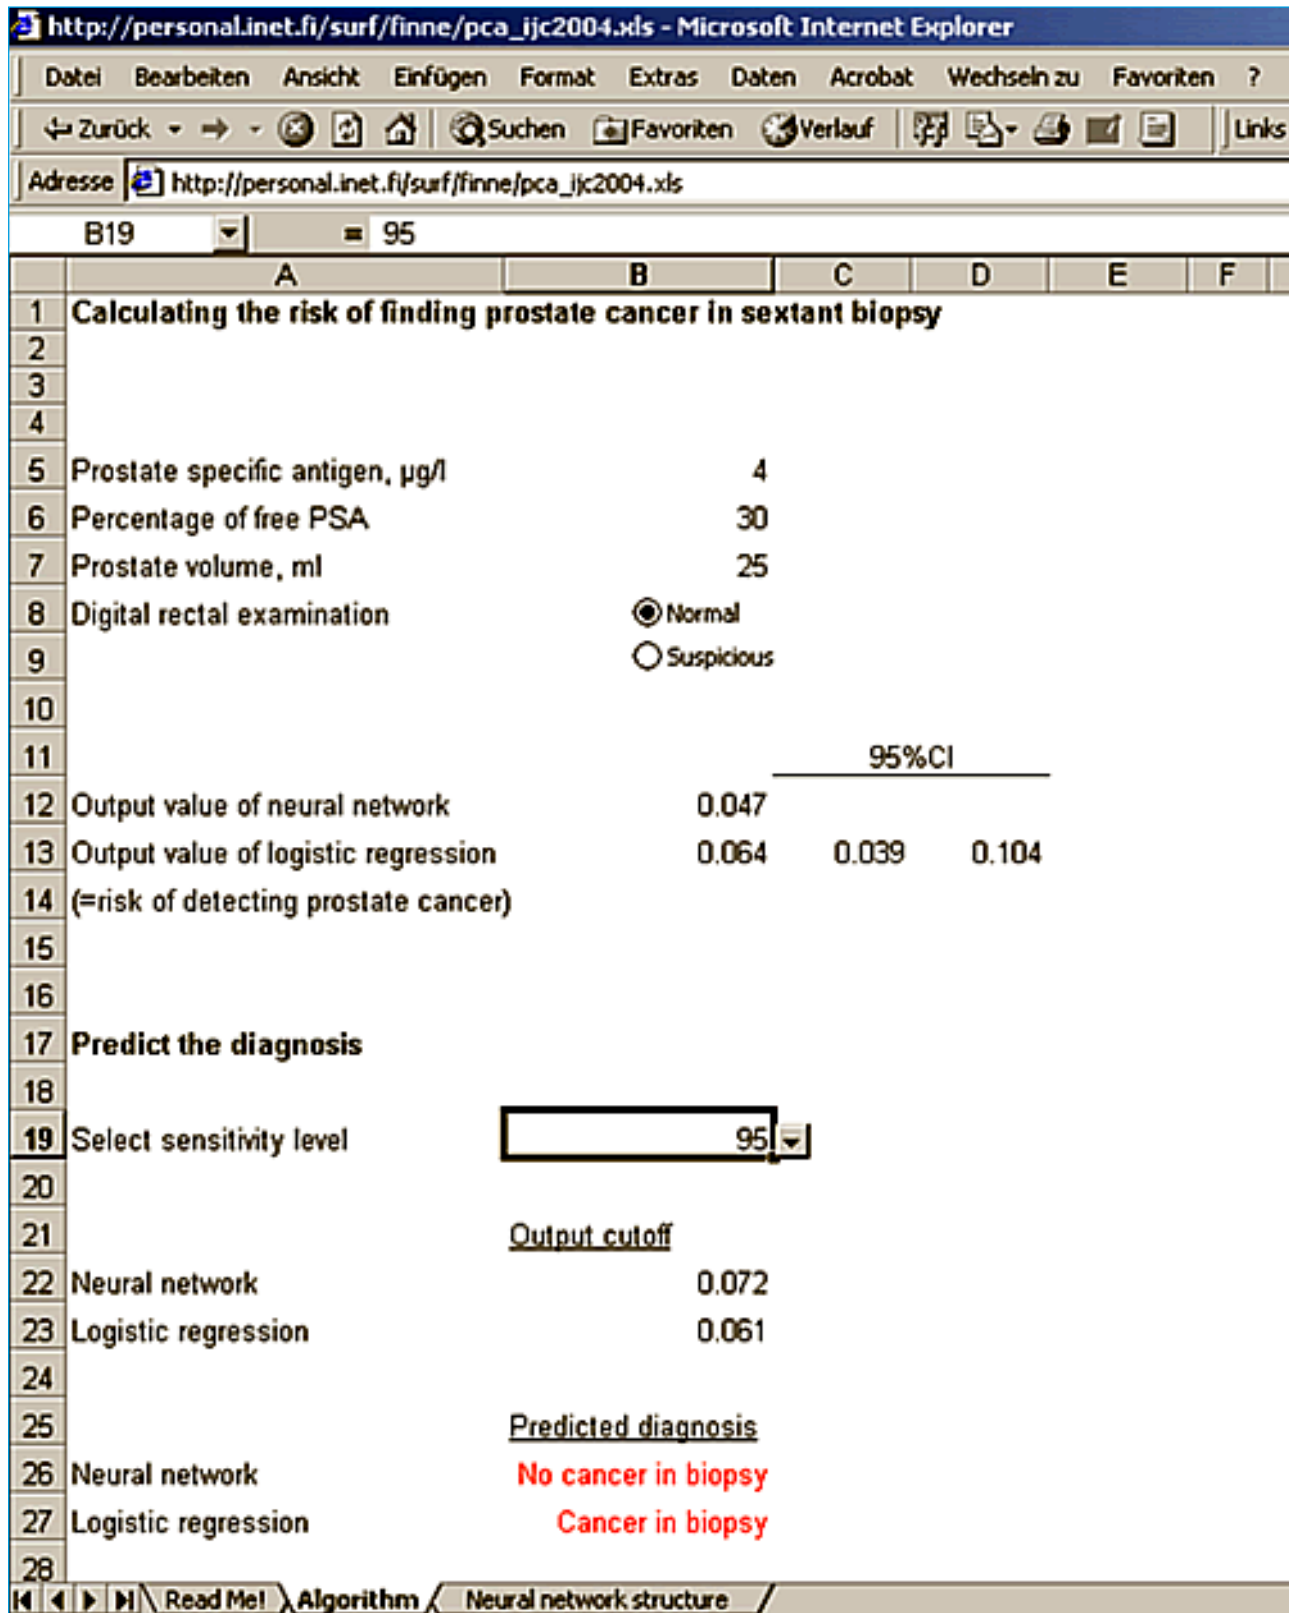 http://personal.inet.fi/surf/finne/pca_ijc2004.xls - Microsoft Internet Explorer
Datei Bearbeiten Ansicht Einfügen Format Extras Daten Acrobat Wechseln zu Favoriten ?
Zurück Suchen Favoriten Verlauf Links
Adresse http://personal.inet.fi/surf/finne/pca_ijc2004.xls
B19 = 95
A B C D E F
1 Calculating the risk of finding prostate cancer in sextant biopsy
2
3
4
5 Prostate specific antigen, µg/l 4
6 Percentage of free PSA 30
7 Prostate volume, ml 25
8 Digital rectal examination Normal
9 Suspicious
10
11 95%CI
12 Output value of neural network 0.047
13 Output value of logistic regression 0.064 0.039 0.104
14 (=risk of detecting prostate cancer)
15
16
17 Predict the diagnosis
18
19 Select sensitivity level 95
20
21 Output cutoff
22 Neural network 0.072
23 Logistic regression 0.061
24
25 Predicted diagnosis
26 Neural network No cancer in biopsy
27 Logistic regression Cancer in biopsy
28
Read Me! Algorithm Neural network structure